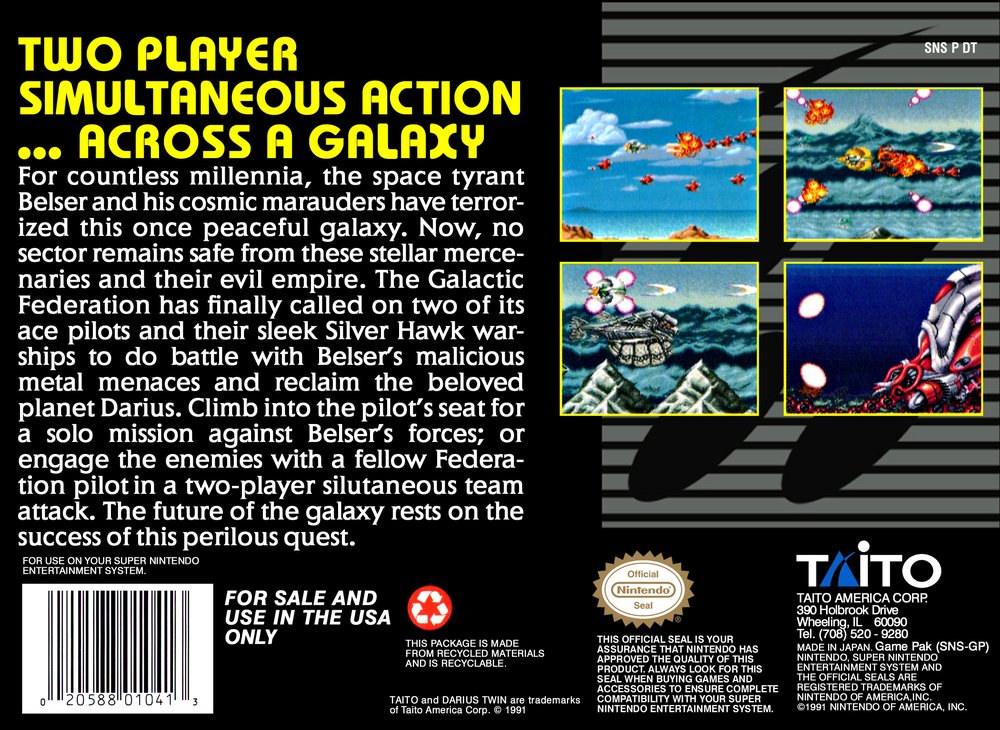 SNS P DT
TWO PLAYER
SIMULTANEOUS ACTION
... ACROSS A GALAXY
For countless millennia, the space tyrant
Belser and his cosmic marauders have terror-
ized this once peaceful galaxy. Now, no
sector remains safe from these stellar merce-
naries and their evil empire. The Galactic
Federation has finally called on two of its
ace pilots and their sleek Silver Hawk war-
ships to do battle with Belser's malicious
metal menaces and reclaim the beloved
planet Darius. Climb into the pilot's seat for
a solo mission against Belser's forces; or
engage the enemies with a fellow Federa-
tion pilot in a two-player silutaneous team
attack. The future of the galaxy rests on the
success of this perilous quest.
FOR USE ON YOUR SUPER NINTENDO
ENTERTAINMENT SYSTEM.
0 20588 01041 3
FOR SALE AND
USE IN THE USA
ONLY
THIS PACKAGE IS MADE
FROM RECYCLED MATERIALS
AND IS RECYCLABLE.
TAITO and DARIUS TWIN are trademarks
of Taito America Corp. © 1991
Official
Nintendo
Seal
®
THIS OFFICIAL SEAL IS YOUR
ASSURANCE THAT NINTENDO HAS
APPROVED THE QUALITY OF THIS
PRODUCT. ALWAYS LOOK FOR THIS
SEAL WHEN BUYING GAMES AND
ACCESSORIES TO ENSURE COMPLETE
COMPATIBILITY WITH YOUR SUPER
NINTENDO ENTERTAINMENT SYSTEM.
TAITO
TAITO AMERICA CORP.
390 Holbrook Drive
Wheeling, IL 60090
Tel. (708) 520 - 9280
MADE IN JAPAN. Game Pak (SNS-GP)
NINTENDO, SUPER NINTENDO
ENTERTAINMENT SYSTEM AND
THE OFFICIAL SEALS ARE
REGISTERED TRADEMARKS OF
NINTENDO OF AMERICA INC.
©1991 NINTENDO OF AMERICA, INC.